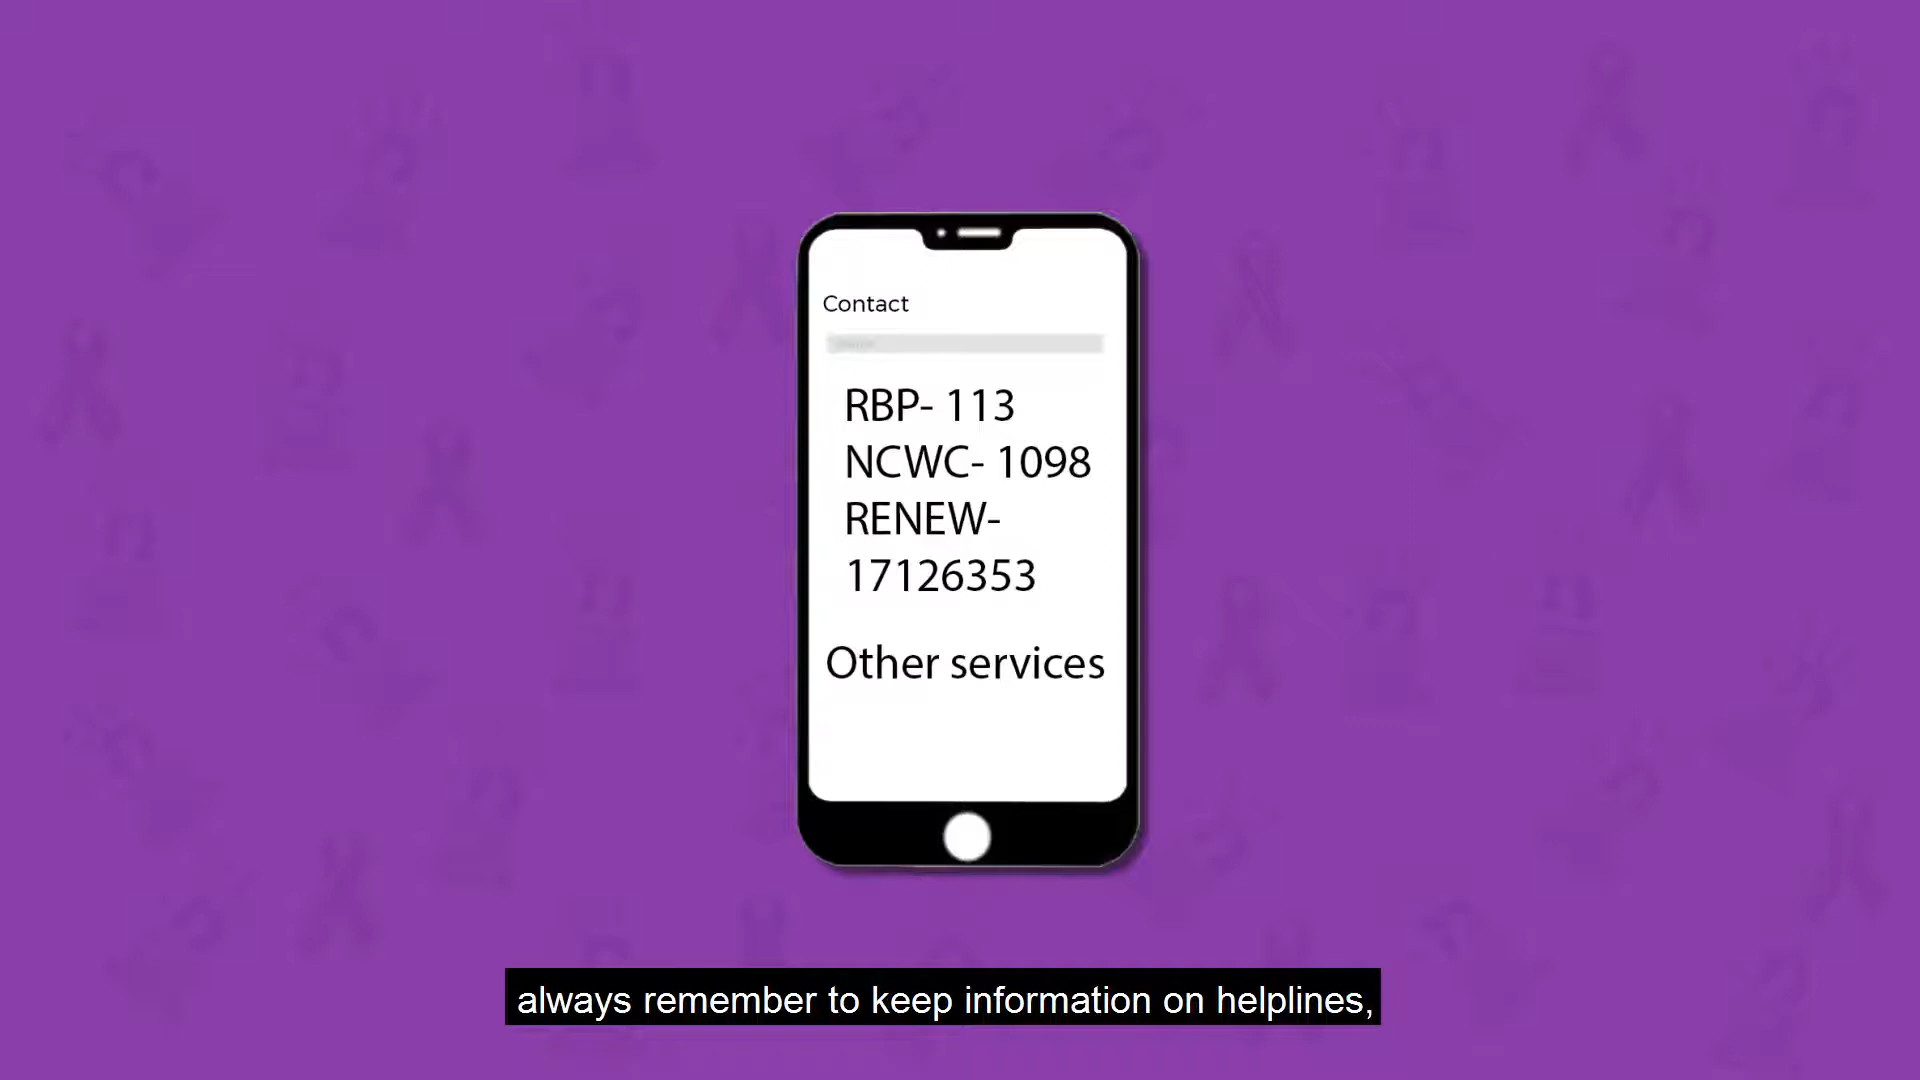 Contact
RBP- 113
NCWC- 1098
RENEW-
17126353
Other services
always remember to keep information on helplines,